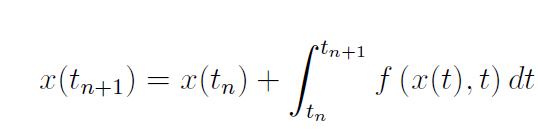 x(t_{n+1}) = x(t_n) + \int_{t_n}^{t_{n+1}} f (x(t), t) dt